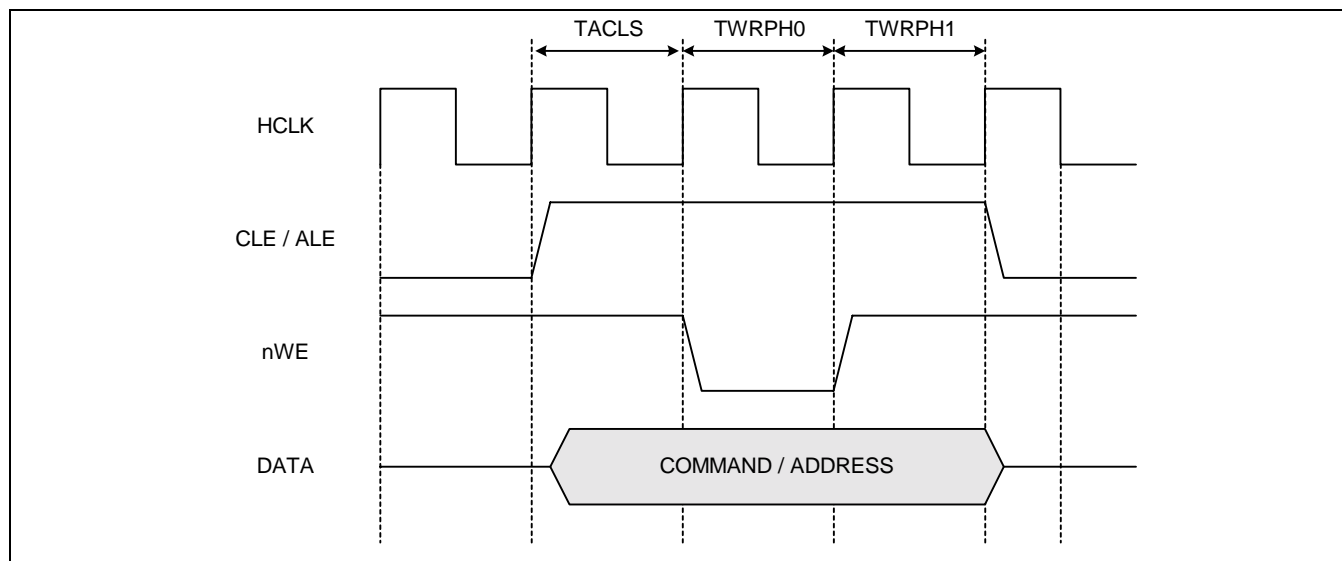 TACLS TWRPH0 TWRPH1
HCLK
CLE / ALE
nWE
DATA COMMAND / ADDRESS